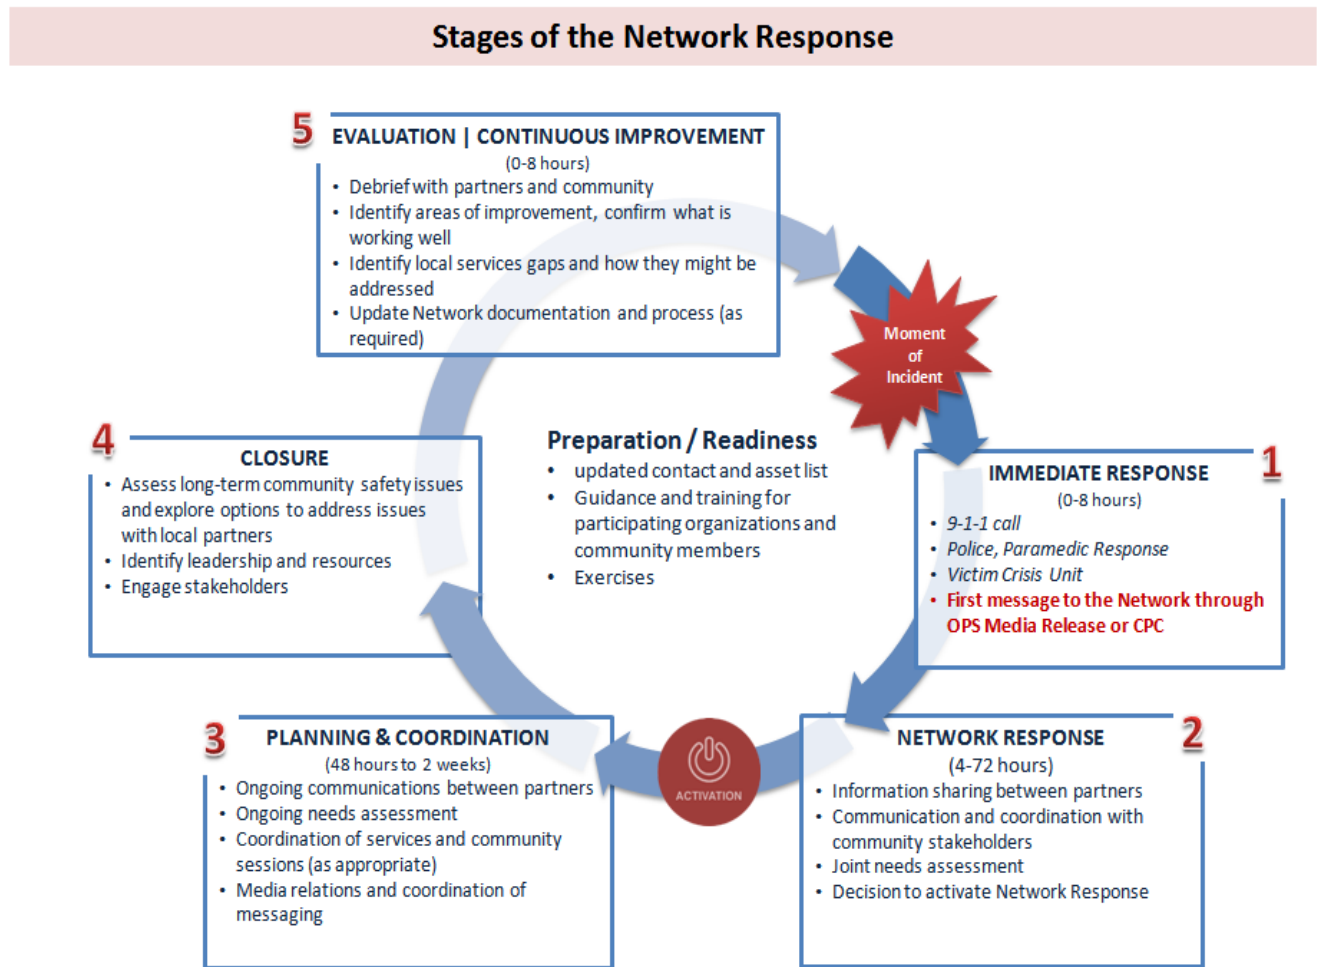 Stages of the Network Response
5
EVALUATION | CONTINUOUS IMPROVEMENT
(0-8 hours)
• Debrief with partners and community
• Identify areas of improvement, confirm what is
working well
• Identify local services gaps and how they might be
addressed
• Update Network documentation and process (as
required)
Moment
of
Incident
4
CLOSURE
• Assess long-term community safety issues
and explore options to address issues
with local partners
• Identify leadership and resources
• Engage stakeholders
Preparation / Readiness
• updated contact and asset list
• Guidance and training for
participating organizations and
community members
• Exercises
1
IMMEDIATE RESPONSE
(0-8 hours)
• 9-1-1 call
• Police, Paramedic Response
• Victim Crisis Unit
• First message to the Network through
OPS Media Release or CPC
3
PLANNING & COORDINATION
(48 hours to 2 weeks)
• Ongoing communications between partners
• Ongoing needs assessment
• Coordination of services and community
sessions (as appropriate)
• Media relations and coordination of
messaging
ACTIVATION
2
NETWORK RESPONSE
(4-72 hours)
• Information sharing between partners
• Communication and coordination with
community stakeholders
• Joint needs assessment
• Decision to activate Network Response